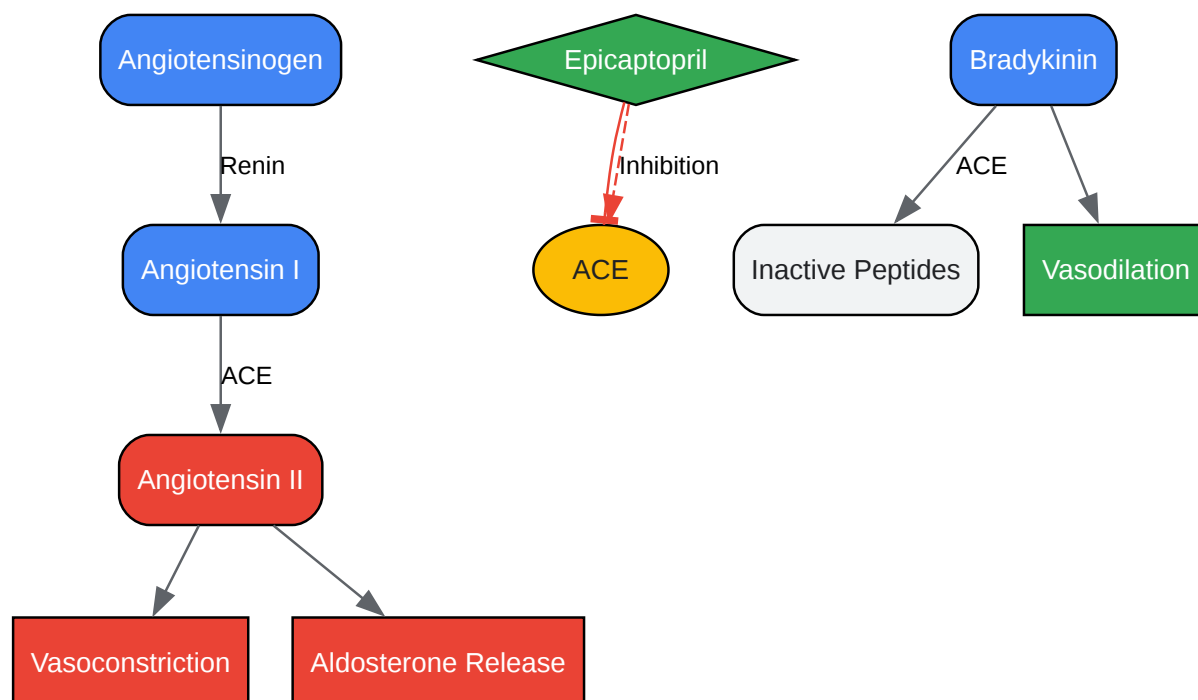 Angiotensinogen
Epicaptopril
Bradykinin
Renin
Inhibition
ACE
Angiotensin I
ACE
Inactive Peptides
Vasodilation
ACE
Angiotensin II
Vasoconstriction
Aldosterone Release